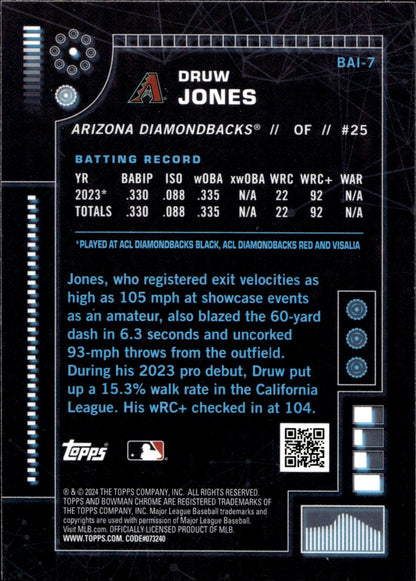 BAI-7
DRUW
JONES
ARIZONA DIAMONDBACKS® // OF // #25
BATTING RECORD
YR BABIP ISO wOBA xwOBA WRC WRC+ WAR
2023* .330 .088 .335 N/A 22 92 N/A
TOTALS .330 .088 .335 N/A 22 92 N/A
*PLAYED AT ACL DIAMONDBACKS BLACK, ACL DIAMONDBACKS RED AND VISALIA
Jones, who registered exit velocities as
high as 105 mph at showcase events
as an amateur, also blazed the 60-yard
dash in 6.3 seconds and uncorked
93-mph throws from the outfield.
During his 2023 pro debut, Druw put
up a 15.3% walk rate in the California
League. His wRC+ checked in at 104.
Topps
® & © 2024 THE TOPPS COMPANY, INC. ALL RIGHTS RESERVED.
TOPPS AND BOWMAN CHROME ARE REGISTERED TRADEMARKS OF
THE TOPPS COMPANY, INC. Major League Baseball trademarks and
copyrights are used with permission of Major League Baseball.
Visit MLB.com. OFFICIALLY LICENSED PRODUCT OF MLB.
WWW.TOPPS.COM. CODE#073240